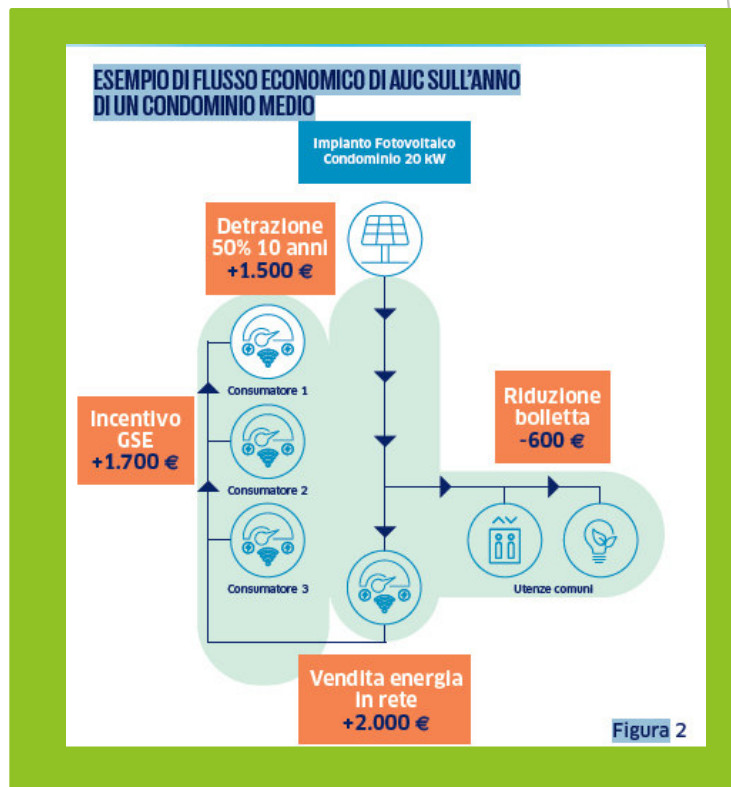 ESEMPIO DI FLUSSO ECONOMICO DI AUC SULL'ANNO
DI UN CONDOMINIO MEDIO
Impianto Fotovoltaico
Condominio 20 kW
Detrazione
50% 10 anni
+1.500 €
Consumatore 1
Incentivo
GSE
+1.700 €
Riduzione
bolletta
-600 €
Consumatore 2
Consumatore 3
Utenze comuni
Vendita energia
in rete
+2.000 €
Figura 2